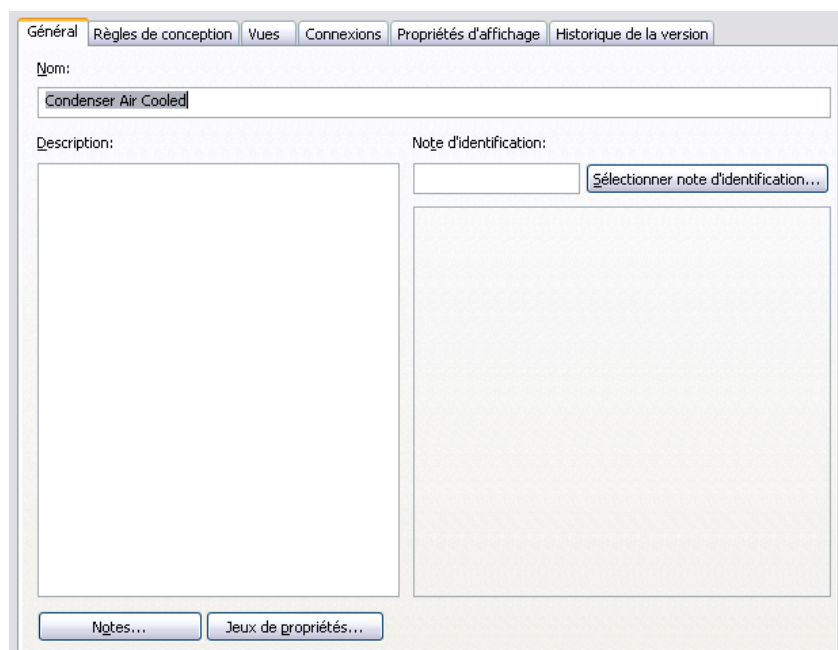 Général Règles de conception Vues Connexions Propriétés d'affichage Historique de la version
Nom:
Condenser Air Cooled
Description: Note d'identification:
Sélectionner note d'identification...
Notes... Jeux de propriétés...